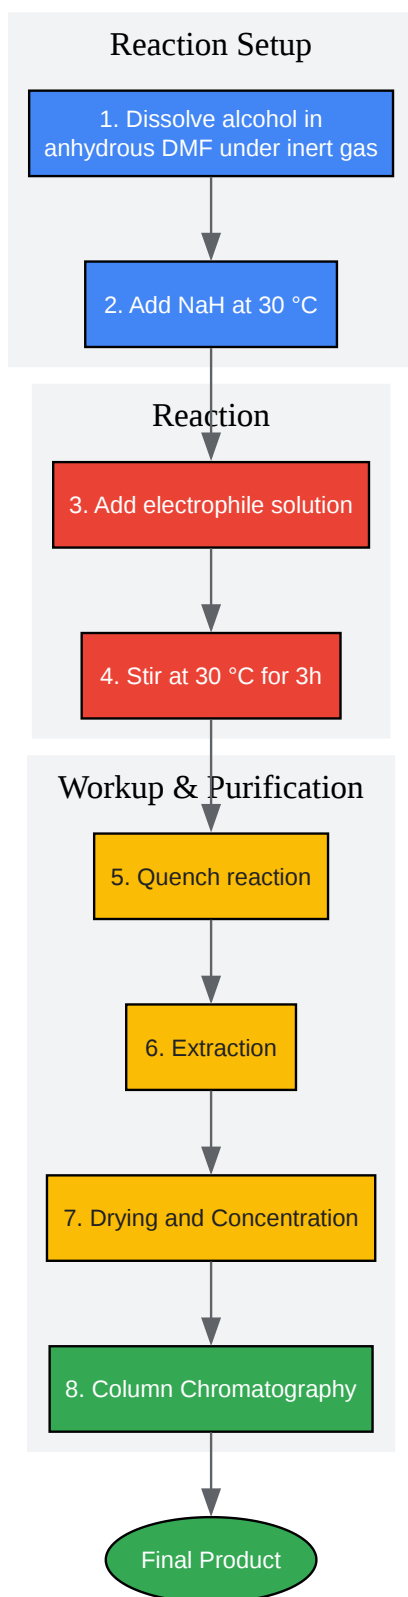 Reaction Setup
1. Dissolve alcohol in
anhydrous DMF under inert gas
2. Add NaH at 30 °C
Reaction
3. Add electrophile solution
4. Stir at 30 °C for 3h
Workup & Purification
5. Quench reaction
6. Extraction
7. Drying and Concentration
8. Column Chromatography
Final Product